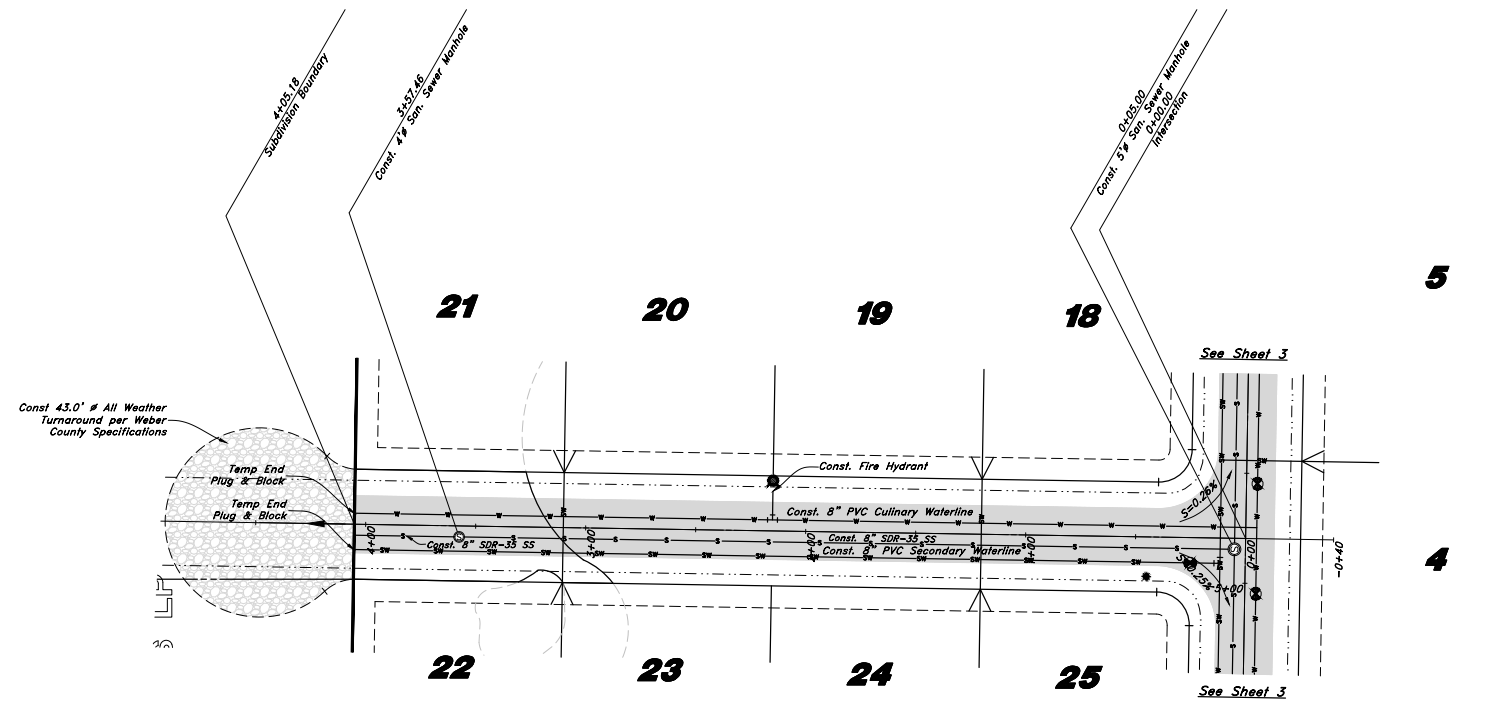 4+05.18
Subdivision Boundary
3+57.46
Const. 4'ø San. Sewer Manhole
0+05.00
Const. 5'ø San. Sewer Manhole
0+00.00
Intersection
21
20
19
18
5
See Sheet 3
Const 43.0' ø All Weather
Turnaround per Weber
County Specifications
Temp End
Plug & Block
Temp End
Plug & Block
Const. Fire Hydrant
S=0.26%
Const. 8" PVC Culinary Waterline
Const. 8" SDR-35 SS
Const. 8" SDR-35 SS
Const. 8" PVC Secondary Waterline
4+00
3+00
2+00
1+00
0+00
-0+40
5+00
4
22
23
24
25
See Sheet 3